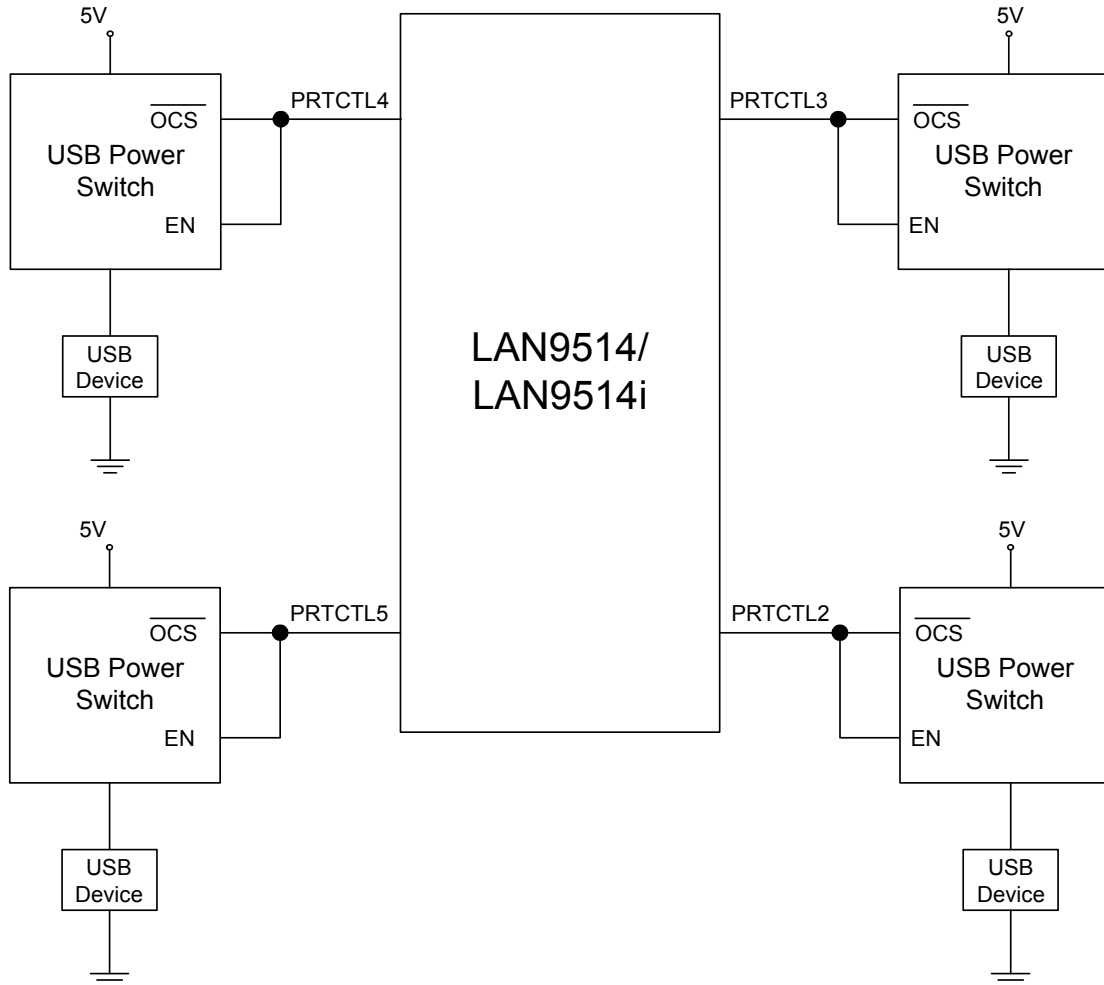 5V
OCS
USB Power
Switch
EN
PRTCTL4
USB
Device
LAN9514/
LAN9514i
5V
PRTCTL3
OCS
USB Power
Switch
EN
USB
Device
5V
OCS
USB Power
Switch
EN
PRTCTL5
USB
Device
5V
PRTCTL2
OCS
USB Power
Switch
EN
USB
Device